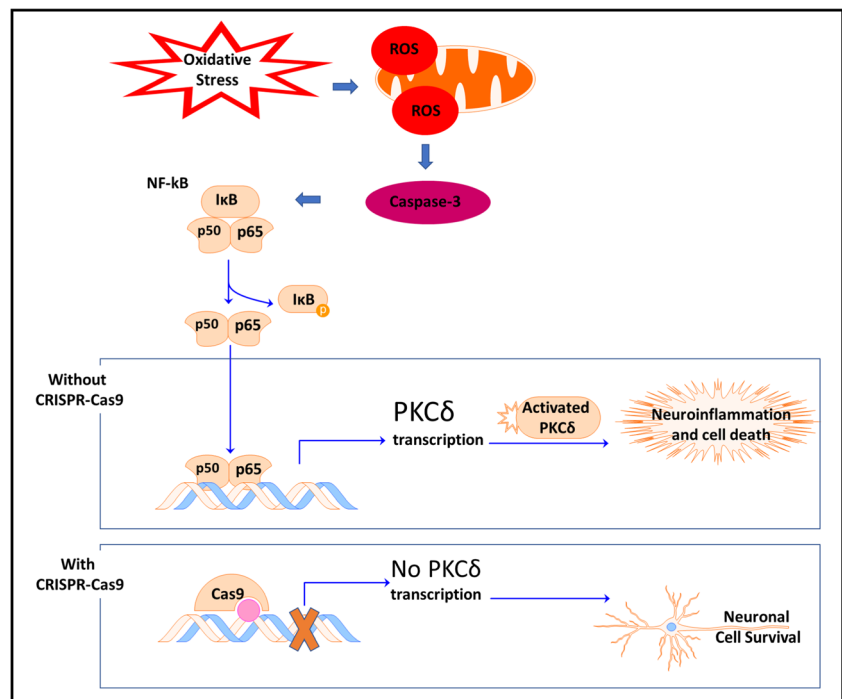 Oxidative
Stress
ROS
ROS
Caspase-3
NF-kB
IκB
p50
p65
IκB
p
p50
p65
Without
CRISPR-Cas9
PKCδ
transcription
Activated
PKCδ
Neuroinflammation
and cell death
p50
p65
With
CRISPR-Cas9
Cas9
No PKCδ
transcription
Neuronal
Cell Survival